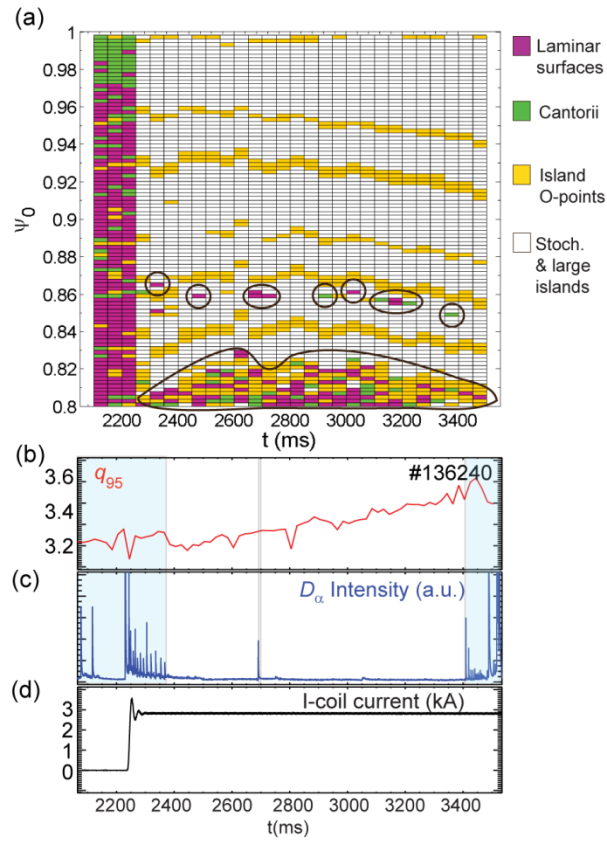 (a)
1
0.98
0.96
0.94
0.92
0.9
0.88
0.86
0.84
0.82
0.8
Ψ₀
2200 2400 2600 2800 3000 3200 3400
t (ms)
Laminar
surfaces
Cantorii
Island
O-points
Stoch.
& large
islands
(b)
q₉₅
#136240
3.6
3.4
3.2
(c)
Dα Intensity (a.u.)
(d)
I-coil current (kA)
3
2
1
0
2200 2400 2600 2800 3000 3200 3400
t(ms)